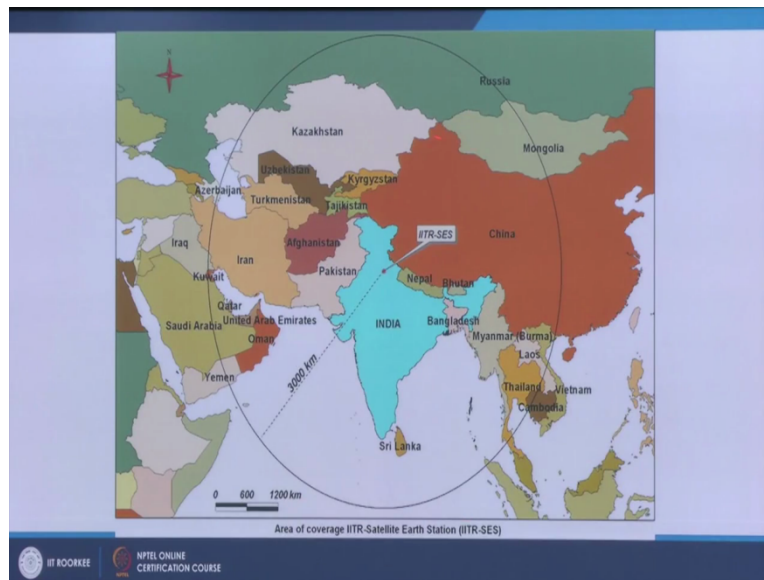 N
Russia
Kazakhstan
Mongolia
Uzbekistan
Kyrgyzstan
Azerbaijan
Turkmenistan
Tajikistan
IITR-SES
China
Iraq
Iran
Afghanistan
Pakistan
Kuwait
Nepal
Bhutan
Qatar
Saudi Arabia
United Arab Emirates
INDIA
Bangladesh
Oman
Myanmar (Burma)
Laos
Yemen
3000 km
Thailand
Vietnam
Cambodia
Sri Lanka
0 600 1200 km
Area of coverage IITR-Satellite Earth Station (IITR-SES)
IIT ROORKEE
NPTEL
NPTEL ONLINE
CERTIFICATION COURSE